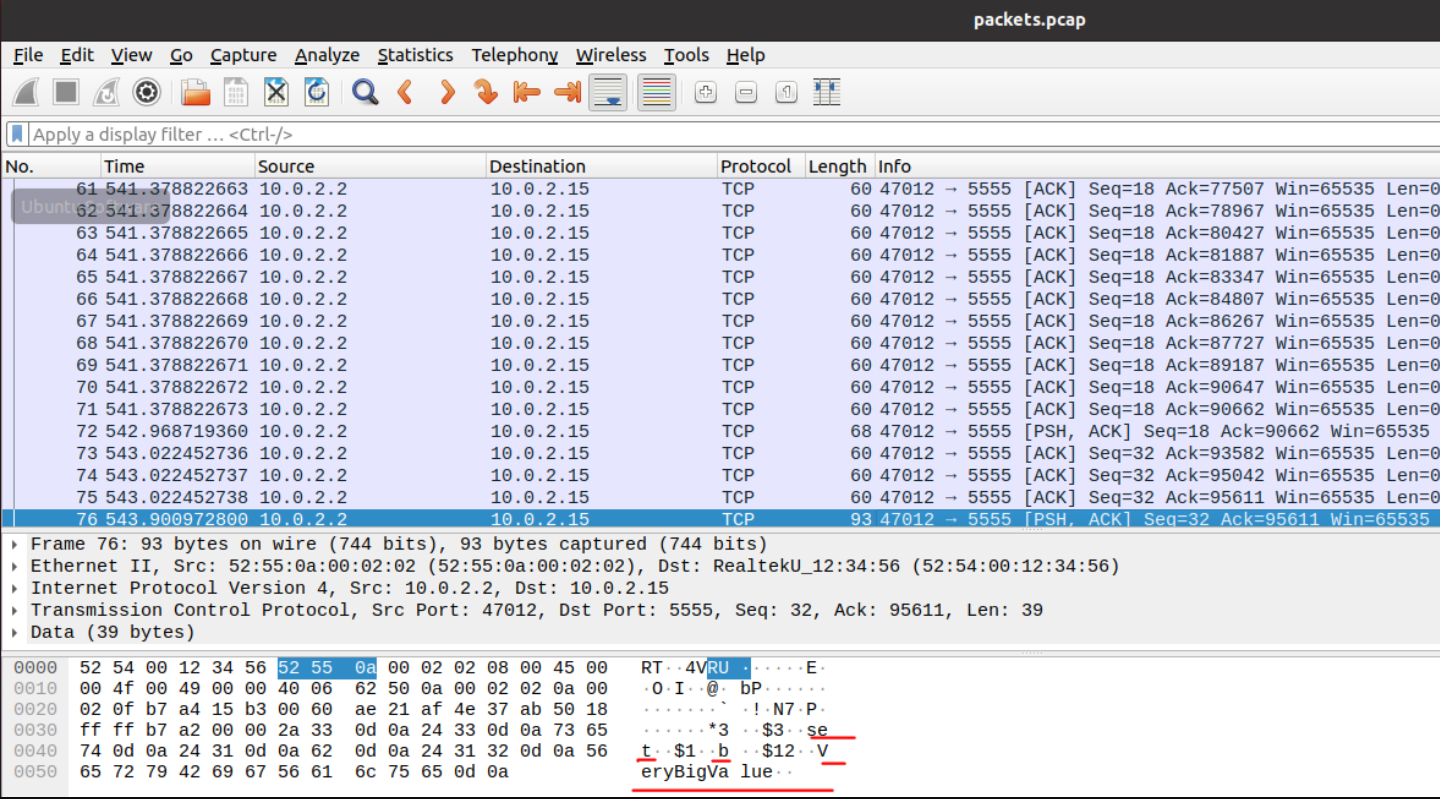 packets.pcap
File Edit View Go Capture Analyze Statistics Telephony Wireless Tools Help
Apply a display filter … <Ctrl-/>
No. Time Source Destination Protocol Length Info
61 541.378822663 10.0.2.2 10.0.2.15 TCP 60 47012 → 5555 [ACK] Seq=18 Ack=77507 Win=65535 Len=0
62 541.378822664 10.0.2.2 10.0.2.15 TCP 60 47012 → 5555 [ACK] Seq=18 Ack=78967 Win=65535 Len=0
63 541.378822665 10.0.2.2 10.0.2.15 TCP 60 47012 → 5555 [ACK] Seq=18 Ack=80427 Win=65535 Len=0
64 541.378822666 10.0.2.2 10.0.2.15 TCP 60 47012 → 5555 [ACK] Seq=18 Ack=81887 Win=65535 Len=0
65 541.378822667 10.0.2.2 10.0.2.15 TCP 60 47012 → 5555 [ACK] Seq=18 Ack=83347 Win=65535 Len=0
66 541.378822668 10.0.2.2 10.0.2.15 TCP 60 47012 → 5555 [ACK] Seq=18 Ack=84807 Win=65535 Len=0
67 541.378822669 10.0.2.2 10.0.2.15 TCP 60 47012 → 5555 [ACK] Seq=18 Ack=86267 Win=65535 Len=0
68 541.378822670 10.0.2.2 10.0.2.15 TCP 60 47012 → 5555 [ACK] Seq=18 Ack=87727 Win=65535 Len=0
69 541.378822671 10.0.2.2 10.0.2.15 TCP 60 47012 → 5555 [ACK] Seq=18 Ack=89187 Win=65535 Len=0
70 541.378822672 10.0.2.2 10.0.2.15 TCP 60 47012 → 5555 [ACK] Seq=18 Ack=90647 Win=65535 Len=0
71 541.378822673 10.0.2.2 10.0.2.15 TCP 60 47012 → 5555 [ACK] Seq=18 Ack=90662 Win=65535 Len=0
72 542.968719360 10.0.2.2 10.0.2.15 TCP 68 47012 → 5555 [PSH, ACK] Seq=18 Ack=90662 Win=65535
73 543.022452736 10.0.2.2 10.0.2.15 TCP 60 47012 → 5555 [ACK] Seq=32 Ack=93582 Win=65535 Len=0
74 543.022452737 10.0.2.2 10.0.2.15 TCP 60 47012 → 5555 [ACK] Seq=32 Ack=95042 Win=65535 Len=0
75 543.022452738 10.0.2.2 10.0.2.15 TCP 60 47012 → 5555 [ACK] Seq=32 Ack=95611 Win=65535 Len=0
76 543.900972800 10.0.2.2 10.0.2.15 TCP 93 47012 → 5555 [PSH, ACK] Seq=32 Ack=95611 Win=65535
Frame 76: 93 bytes on wire (744 bits), 93 bytes captured (744 bits)
Ethernet II, Src: 52:55:0a:00:02:02 (52:55:0a:00:02:02), Dst: RealtekU_12:34:56 (52:54:00:12:34:56)
Internet Protocol Version 4, Src: 10.0.2.2, Dst: 10.0.2.15
Transmission Control Protocol, Src Port: 47012, Dst Port: 5555, Seq: 32, Ack: 95611, Len: 39
Data (39 bytes)
0000 52 54 00 12 34 56 52 55 0a 00 02 02 08 00 45 00 RT··4VRU ······E·
0010 00 4f 00 49 00 00 40 06 62 50 0a 00 02 02 0a 00 ·O·I··@· bP······
0020 02 0f b7 a4 15 b3 00 60 ae 21 af 4e 37 ab 50 18 ·······` ·!·N7·P·
0030 ff ff b7 a2 00 00 2a 33 0d 0a 24 33 0d 0a 73 65 ······*3 ··$3··se
0040 74 0d 0a 24 31 0d 0a 62 0d 0a 24 31 32 0d 0a 56 t··$1··b ··$12··V
0050 65 72 79 42 69 67 56 61 6c 75 65 0d 0a eryBigVa lue··